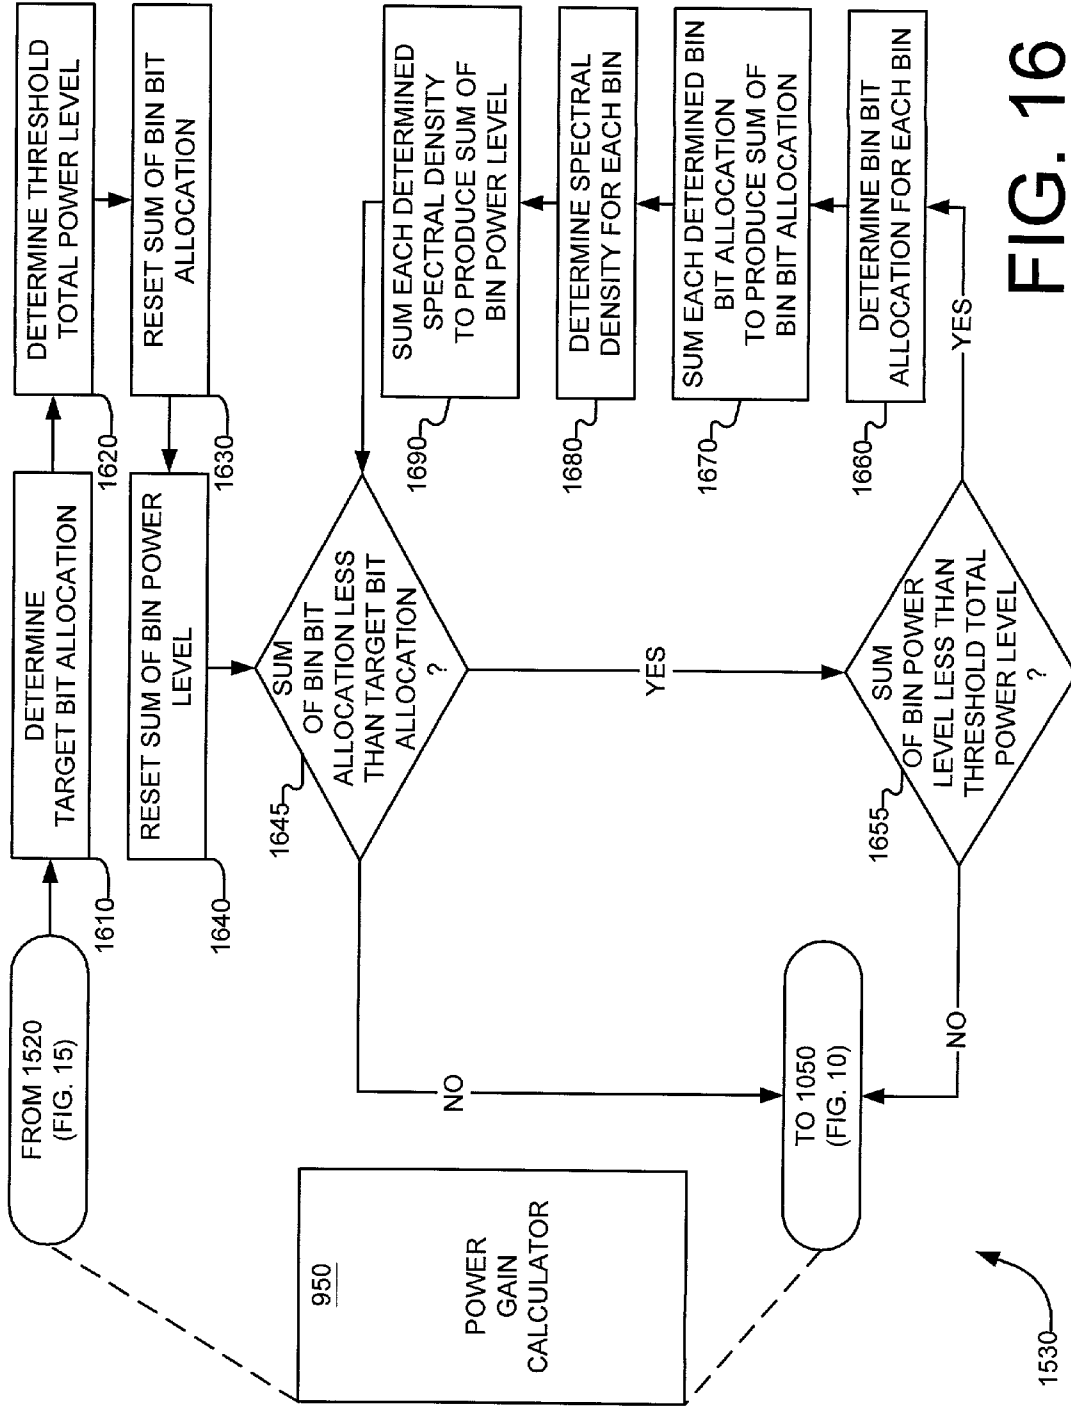 FROM 1520
(FIG. 15)
1610
DETERMINE
TARGET BIT ALLOCATION
1620
DETERMINE THRESHOLD
TOTAL POWER LEVEL
1630
RESET SUM OF BIN BIT
ALLOCATION
1640
RESET SUM OF BIN POWER
LEVEL
1645
SUM
OF BIN BIT
ALLOCATION LESS
THAN TARGET BIT
ALLOCATION
?
NO
YES
1655
SUM
OF BIN POWER
LEVEL LESS THAN
THRESHOLD TOTAL
POWER LEVEL
?
NO
YES
1660
DETERMINE BIN BIT
ALLOCATION FOR EACH BIN
1670
SUM EACH DETERMINED BIN
BIT ALLOCATION
TO PRODUCE SUM OF
BIN BIT ALLOCATION
1680
DETERMINE SPECTRAL
DENSITY FOR EACH BIN
1690
SUM EACH DETERMINED
SPECTRAL DENSITY
TO PRODUCE SUM OF
BIN POWER LEVEL
TO 1050
(FIG. 10)
950
POWER
GAIN
CALCULATOR
1530
FIG. 16